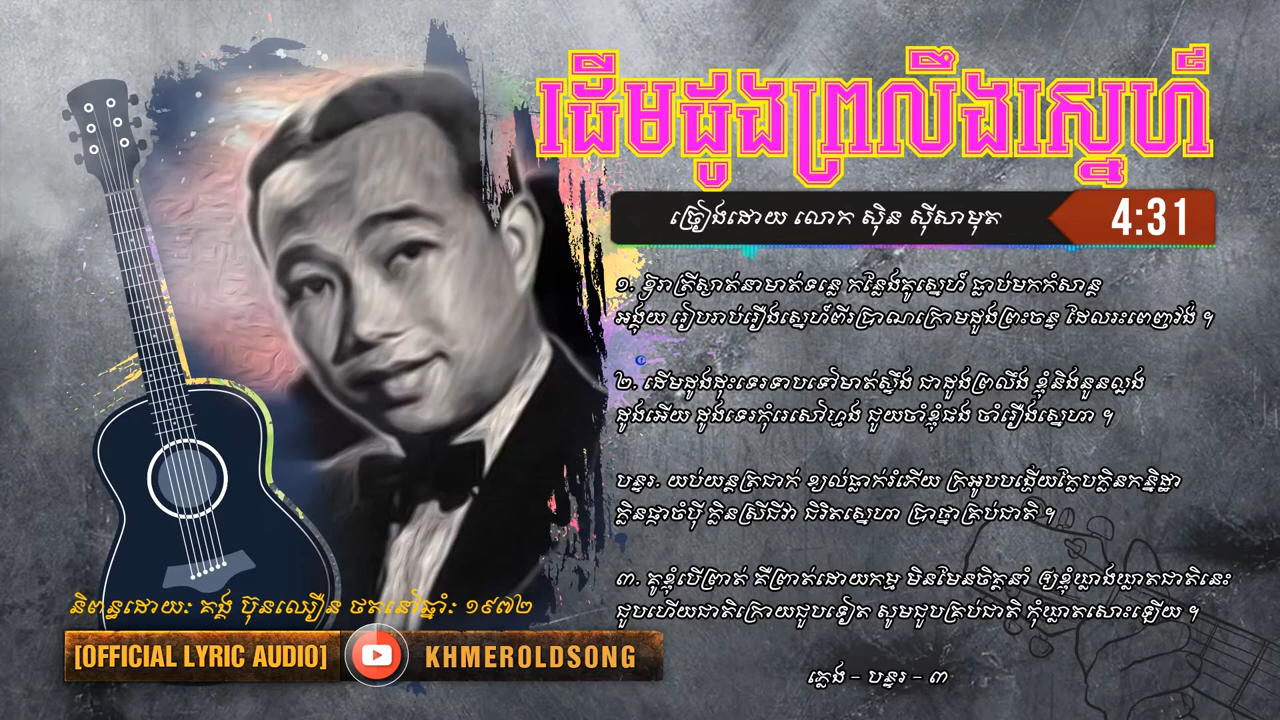 ដើមដូងព្រលឹងស្នេហ៍
ច្រៀងដោយ លោក ស៊ិន ស៊ីសាមុត
4:31
១. ឱ!រាត្រីស្ងាត់នាមាត់ទន្លេ កន្លែងគូស្នេហ៍ ធ្លាប់មកកំសាន្ត
អង្គុយ រៀបរាប់រឿងស្នេហ៍ពីរប្រាណក្រោមដូងព្រះចន្ទ ដែលរះពេញវង់ ។
២. ដើមដូងដុះទេរទាបទៅមាត់ស្ទឹង ជាដូងព្រលឹង ខ្ញុំនិងនួនល្អង
ដូងអើយ ដូងទេរកុំរេសៅហ្មង ជួយចាំខ្ញុំផង ចាំរឿងស្នេហា ។
បន្ទរ. យប់យន្តត្រជាក់ ខ្យល់ធ្លាក់រំភើយ ក្រអូបបង្ហើយក្លែបក្លិនកន្និដ្ឋា
ក្លិនផ្កាចំប៉ី ក្លិនស្រីជីវ៉ា ជិវិតស្នេហា ប្រាថ្នាគ្រប់ជាតិ ។
៣. គូខ្ញុំបើព្រាត់ គឺព្រាត់ដោយកម្ម មិនមែនចិត្តនាំ ឲ្យខ្ញុំឃ្លាងឃ្លាតជាតិនេះ
ជួបហើយជាតិក្រោយជួបទៀត សូមជួបគ្រប់ជាតិ កុំឃ្លាតសោះឡើយ ។
ភ្លេង - បន្ទរ - ៣
និពន្ធដោយ: គង្គ ប៊ុនឈឿន ថតនៅឆ្នាំ: ១៩៧២
[OFFICIAL LYRIC AUDIO]
KHMEROLDSONG